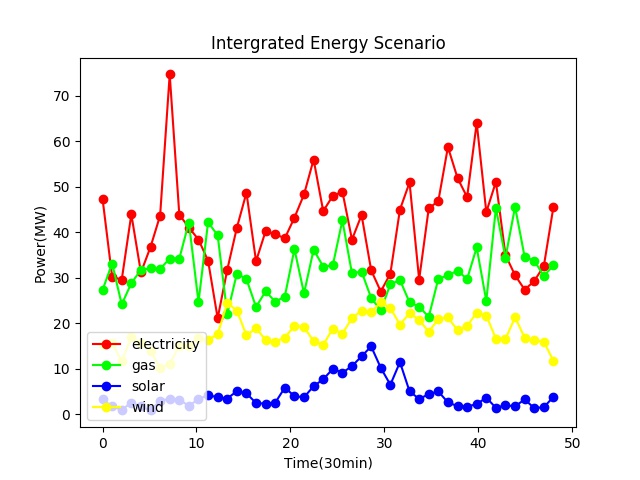 Intergrated Energy Scenario
Power(MW)
70
60
50
40
30
20
10
0
electricity
gas
solar
wind
0 10 20 30 40 50
Time(30min)